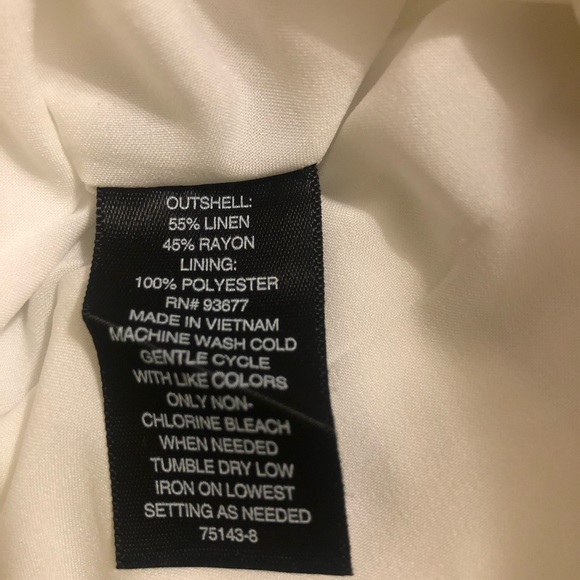 OUTSHELL:
55% LINEN
45% RAYON
LINING:
100% POLYESTER
RN# 93677
MADE IN VIETNAM
MACHINE WASH COLD
GENTLE CYCLE
WITH LIKE COLORS
ONLY NON-
CHLORINE BLEACH
WHEN NEEDED
TUMBLE DRY LOW
IRON ON LOWEST
SETTING AS NEEDED
75143-8